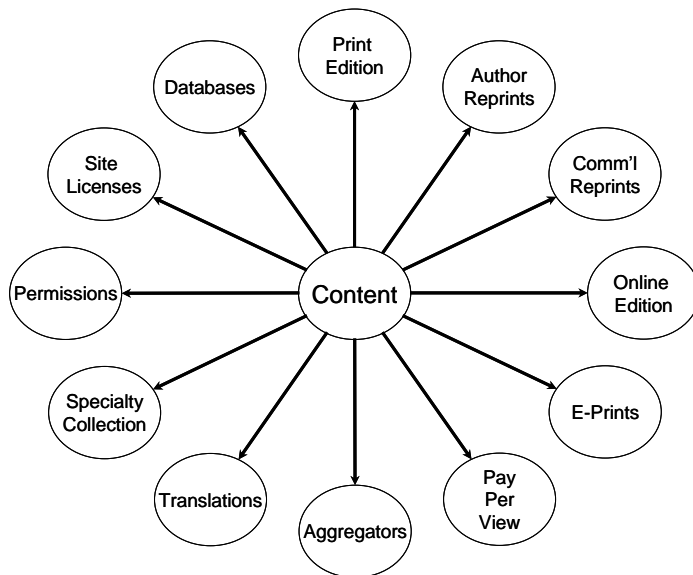 Print
Edition
Author
Reprints
Comm'l
Reprints
Online
Edition
E-Prints
Pay
Per
View
Aggregators
Translations
Specialty
Collection
Permissions
Site
Licenses
Databases
Content